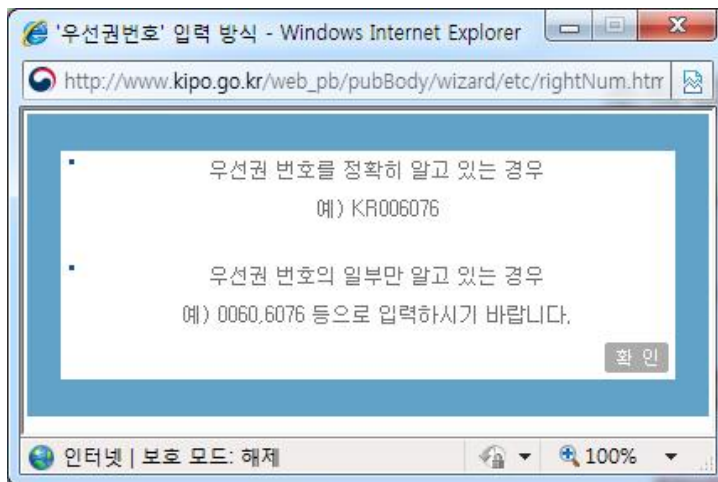 '우선권번호' 입력 방식 - Windows Internet Explorer
http://www.kipo.go.kr/web_pb/pubBody/wizard/etc/rightNum.htm
우선권 번호를 정확히 알고 있는 경우
예) KR006076
우선권 번호의 일부만 알고 있는 경우
예) 0060,6076 등으로 입력하시기 바랍니다.
확 인
인터넷 | 보호 모드: 해제
100%